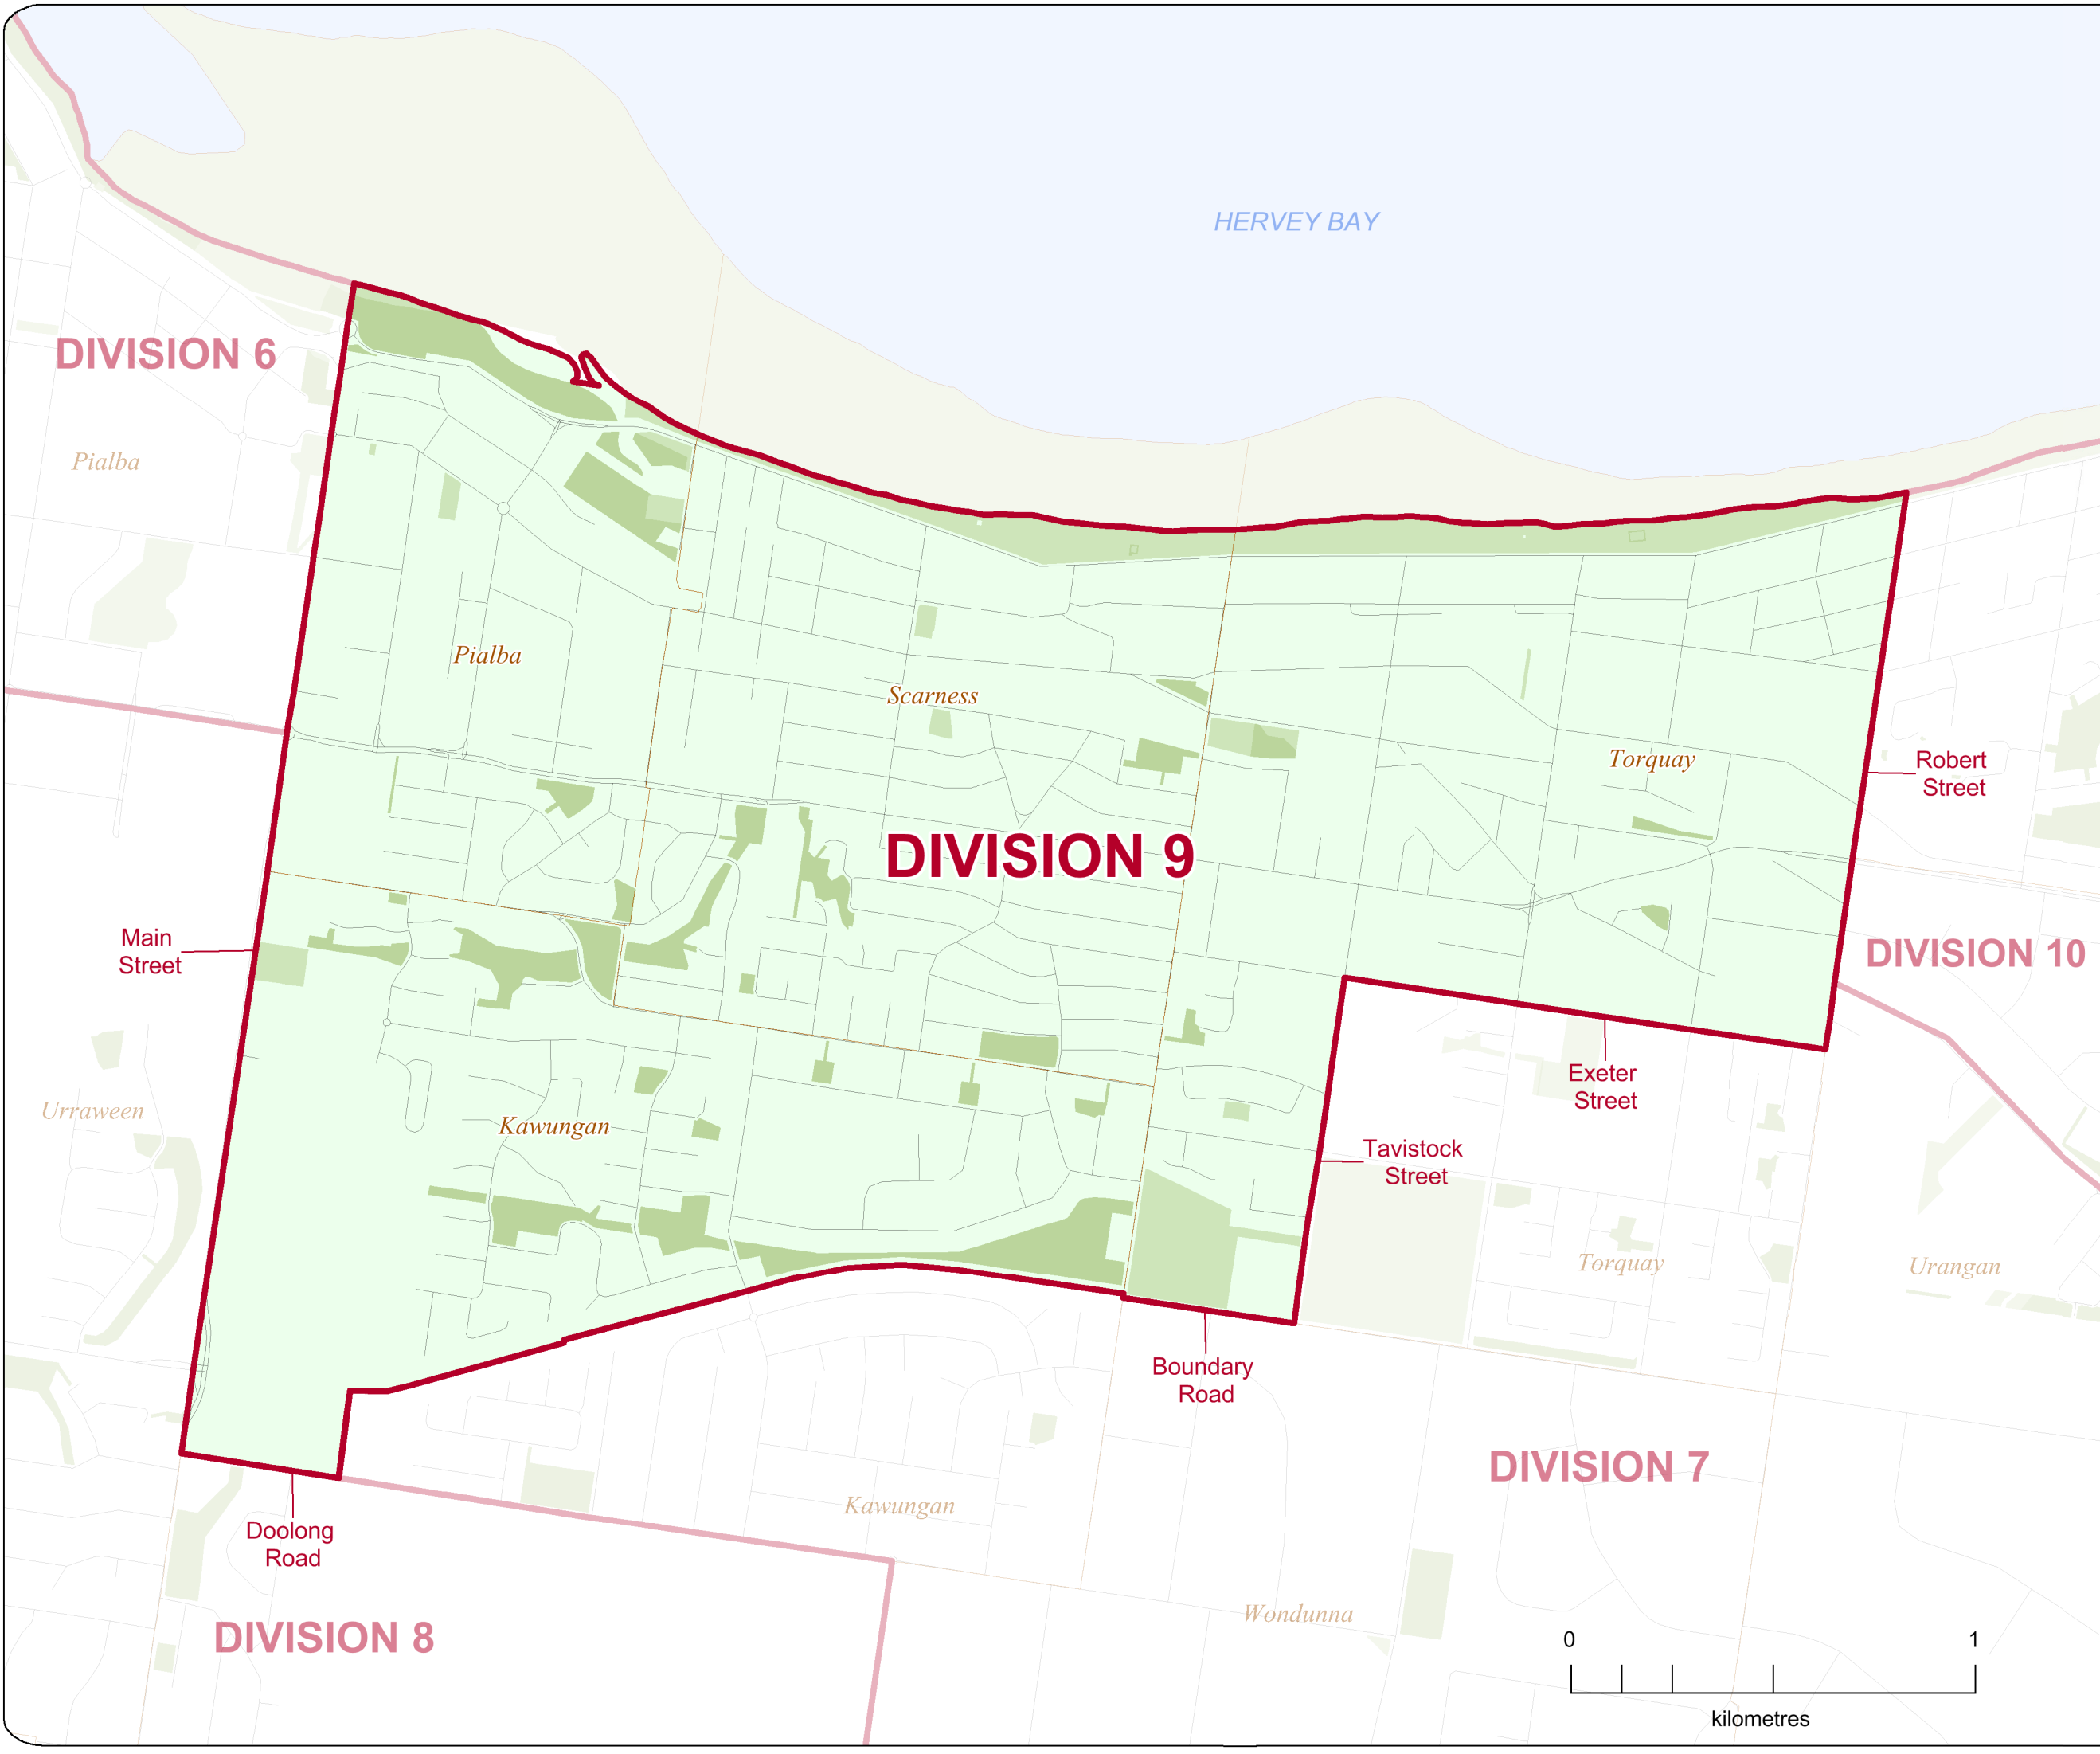 HERVEY BAY
DIVISION 6
Pialba
Pialba
Scarness
Torquay
Robert
Street
DIVISION 9
Main
Street
DIVISION 10
Exeter
Street
Urraween
Kawungan
Tavistock
Street
Torquay
Urangan
Boundary
Road
DIVISION 7
Kawungan
Doolong
Road
Wondunna
DIVISION 8
0 1
kilometres